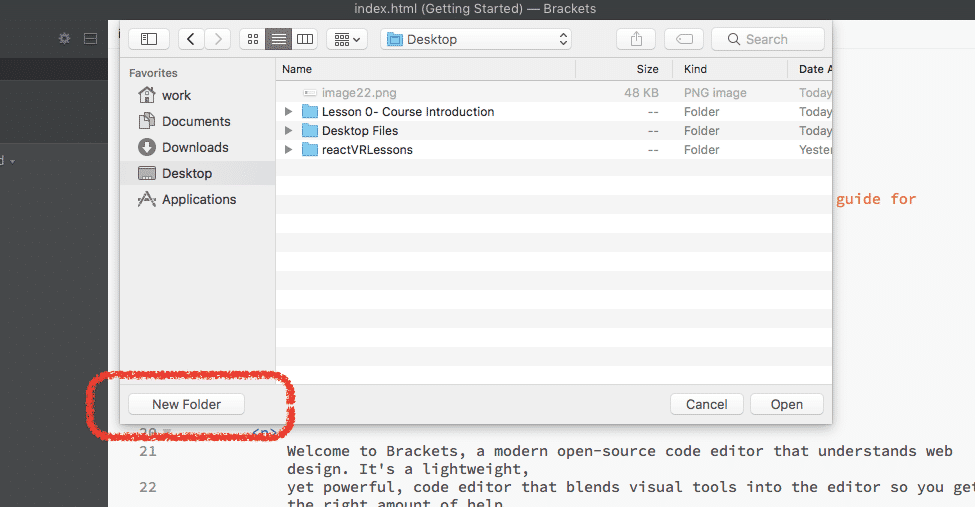 index.html (Getting Started) — Brackets
Desktop
Search
Favorites
work
Documents
Downloads
Desktop
Applications
Name Size Kind Date A
image22.png 48 KB PNG image Today
Lesson 0- Course Introduction -- Folder Today
Desktop Files -- Folder Today
reactVRLessons -- Folder Yester
guide for
New Folder
Cancel
Open
20 <p>
21 Welcome to Brackets, a modern open-source code editor that understands web
design. It's a lightweight,
22 yet powerful, code editor that blends visual tools into the editor so you get
the right amount of help